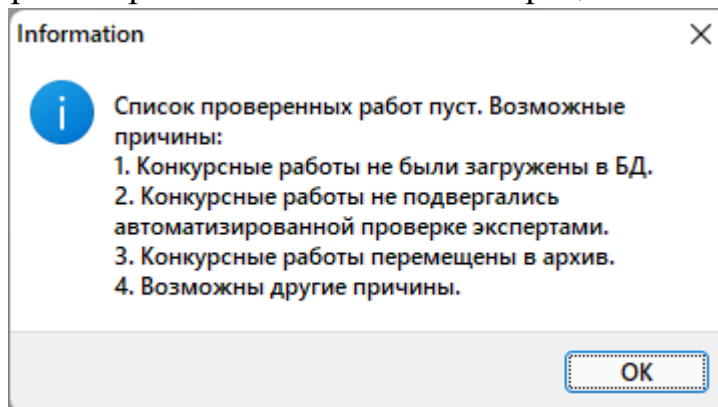 Information
Список проверенных работ пуст. Возможные
причины:
1. Конкурсные работы не были загружены в БД.
2. Конкурсные работы не подвергались
автоматизированной проверке экспертами.
3. Конкурсные работы перемещены в архив.
4. Возможны другие причины.
OK